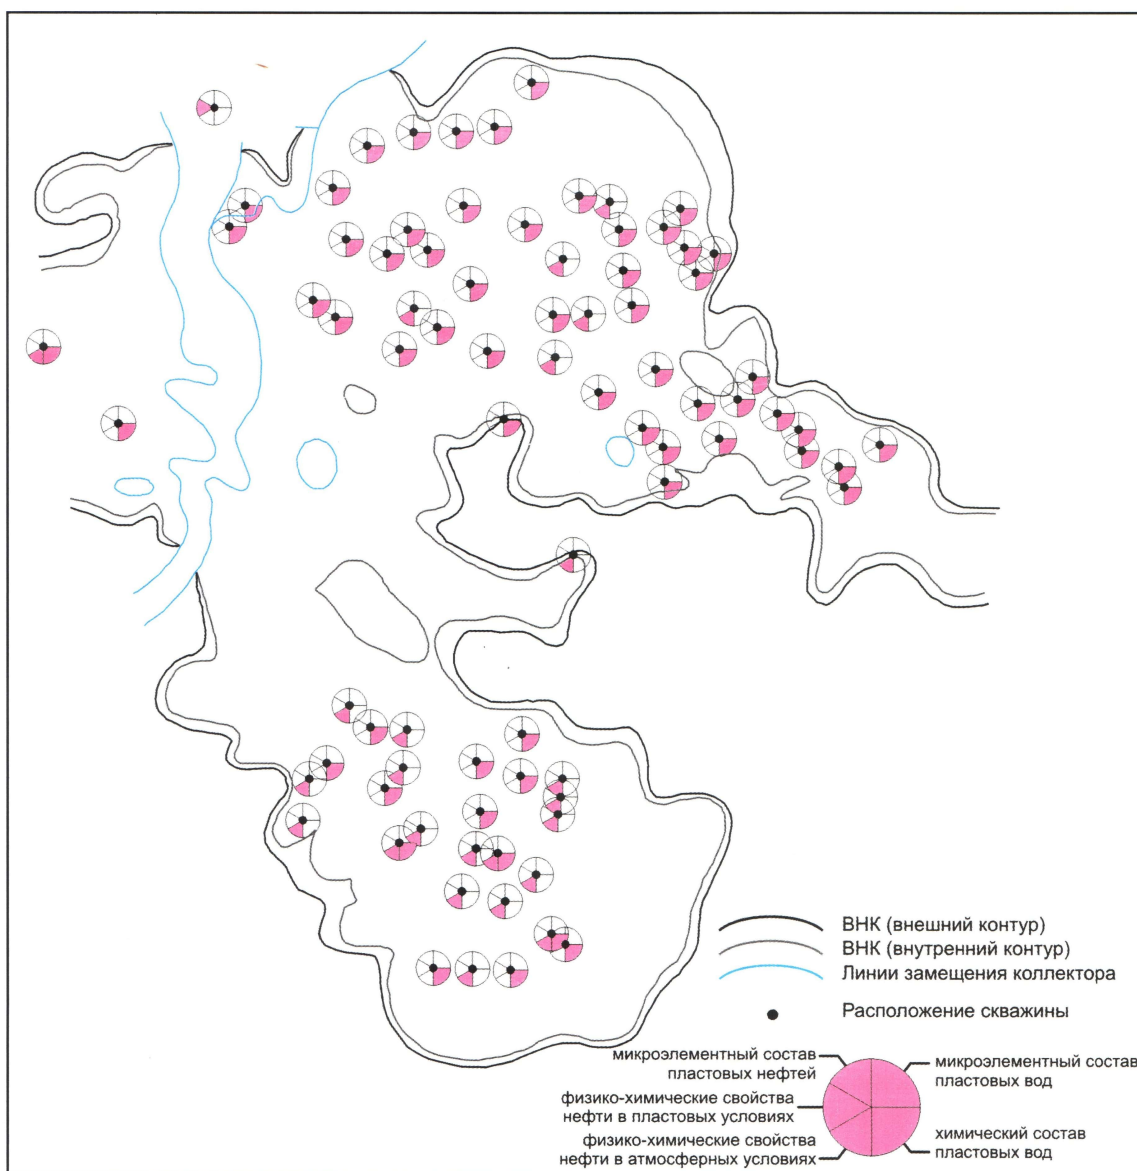 ВНК (внешний контур)
ВНК (внутренний контур)
Линии замещения коллектора
Расположение скважины
микроэлементный состав
пластовых нефтей
физико-химические свойства
нефти в пластовых условиях
физико-химические свойства
нефти в атмосферных условиях
микроэлементный состав
пластовых вод
химический состав
пластовых вод